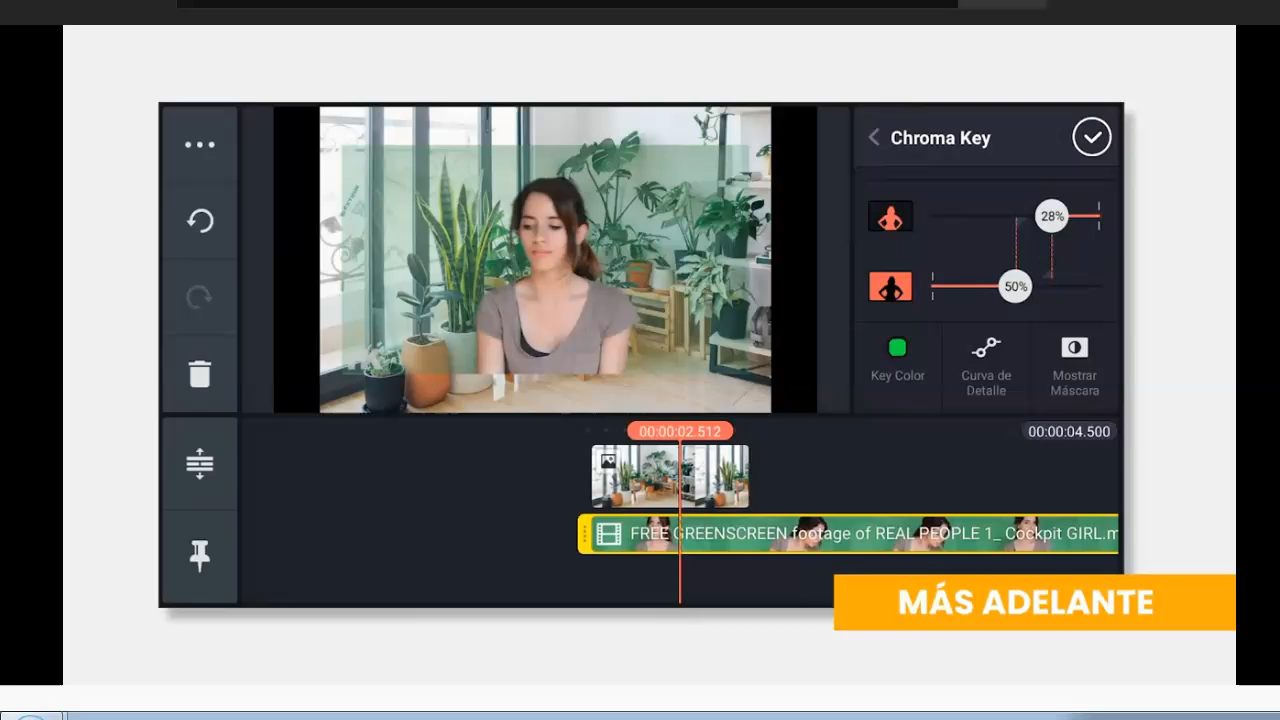 Chroma Key
28%
50%
Key Color
Curva de
Detalle
Mostrar
Máscara
00:00:02.512
00:00:04.500
FREE GREENSCREEN footage of REAL PEOPLE 1_ Cockpit GIRL.m
MÁS ADELANTE